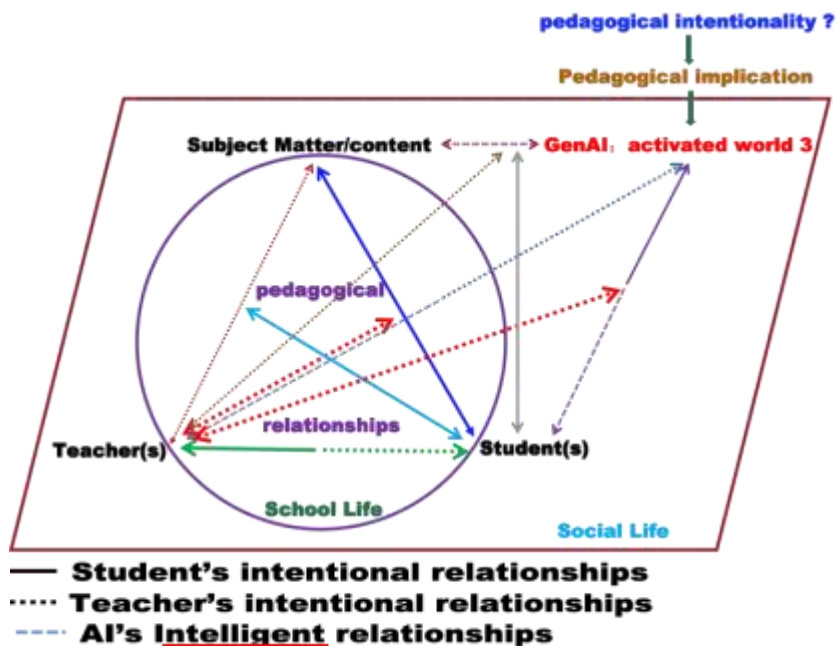 pedagogical intentionality ?
Pedagogical implication
Subject Matter/content
GenAI: activated world 3
pedagogical
relationships
Teacher(s)
Student(s)
School Life
Social Life
Student's intentional relationships
Teacher's intentional relationships
AI's Intelligent relationships